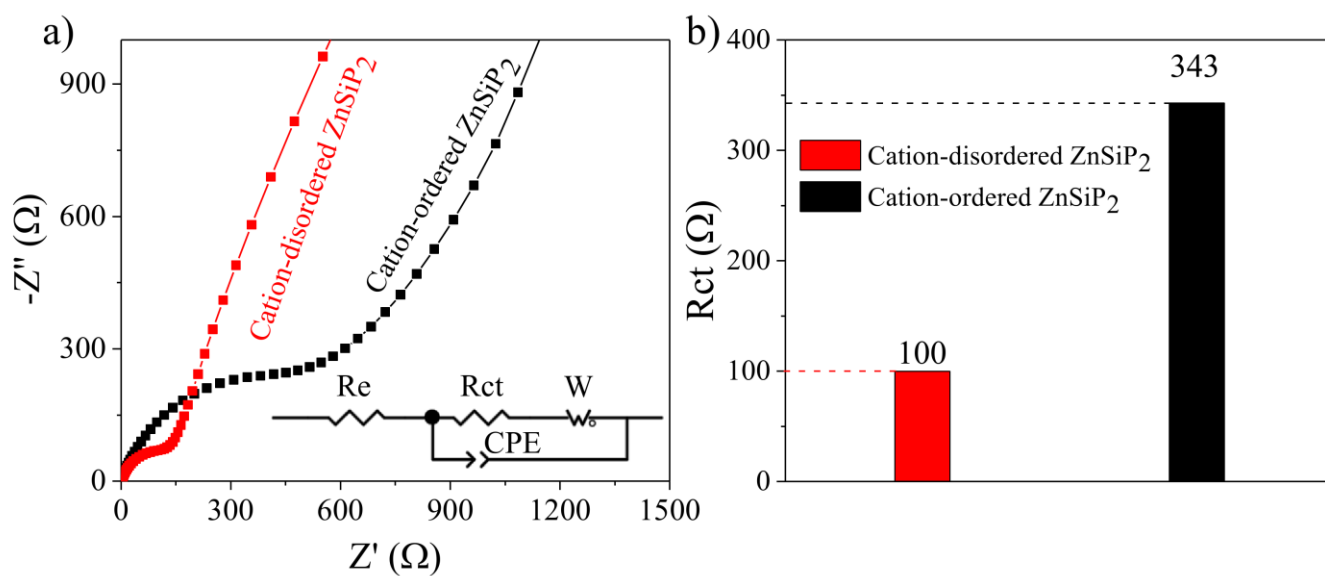 a)
900
600
300
0
-Z" (Ω)
0 300 600 900 1200 1500
Z' (Ω)
Cation-disordered ZnSiP2
Cation-ordered ZnSiP2
Re Rct W
CPE
b)
400
300
200
100
0
Rct (Ω)
343
100
Cation-disordered ZnSiP2
Cation-ordered ZnSiP2